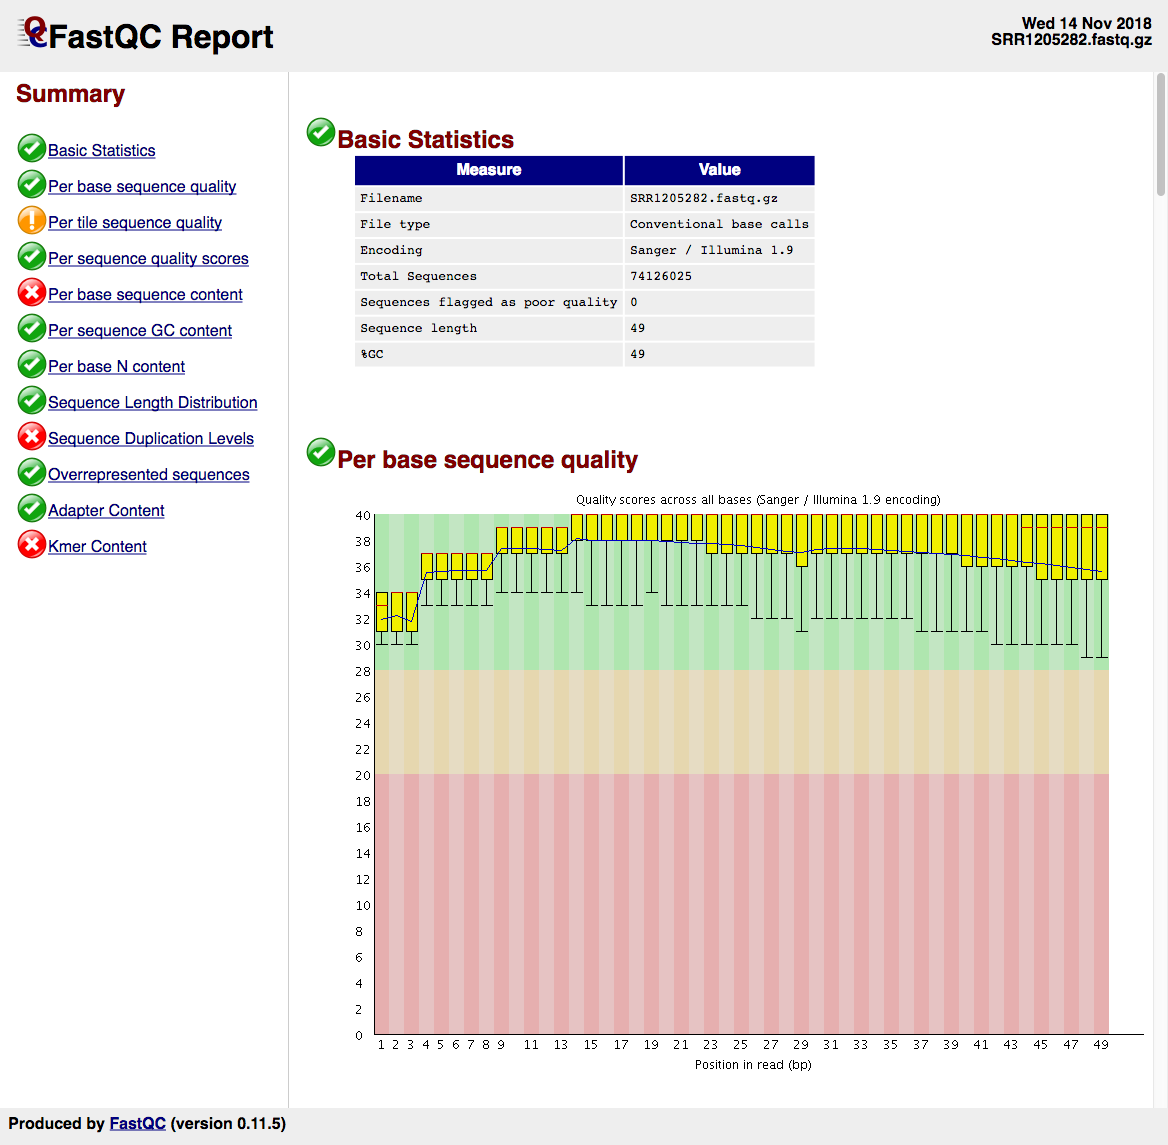 FastQC Report
Wed 14 Nov 2018
SRR1205282.fastq.gz
Summary
Basic Statistics
Per base sequence quality
Per tile sequence quality
Per sequence quality scores
Per base sequence content
Per sequence GC content
Per base N content
Sequence Length Distribution
Sequence Duplication Levels
Overrepresented sequences
Adapter Content
Kmer Content
Basic Statistics
Measure Value
Filename SRR1205282.fastq.gz
File type Conventional base calls
Encoding Sanger / Illumina 1.9
Total Sequences 74126025
Sequences flagged as poor quality 0
Sequence length 49
%GC 49
Per base sequence quality
Quality scores across all bases (Sanger / Illumina 1.9 encoding)
40
38
36
34
32
30
28
26
24
22
20
18
16
14
12
10
8
6
4
2
0
1 2 3 4 5 6 7 8 9 11 13 15 17 19 21 23 25 27 29 31 33 35 37 39 41 43 45 47 49
Position in read (bp)
Produced by FastQC (version 0.11.5)